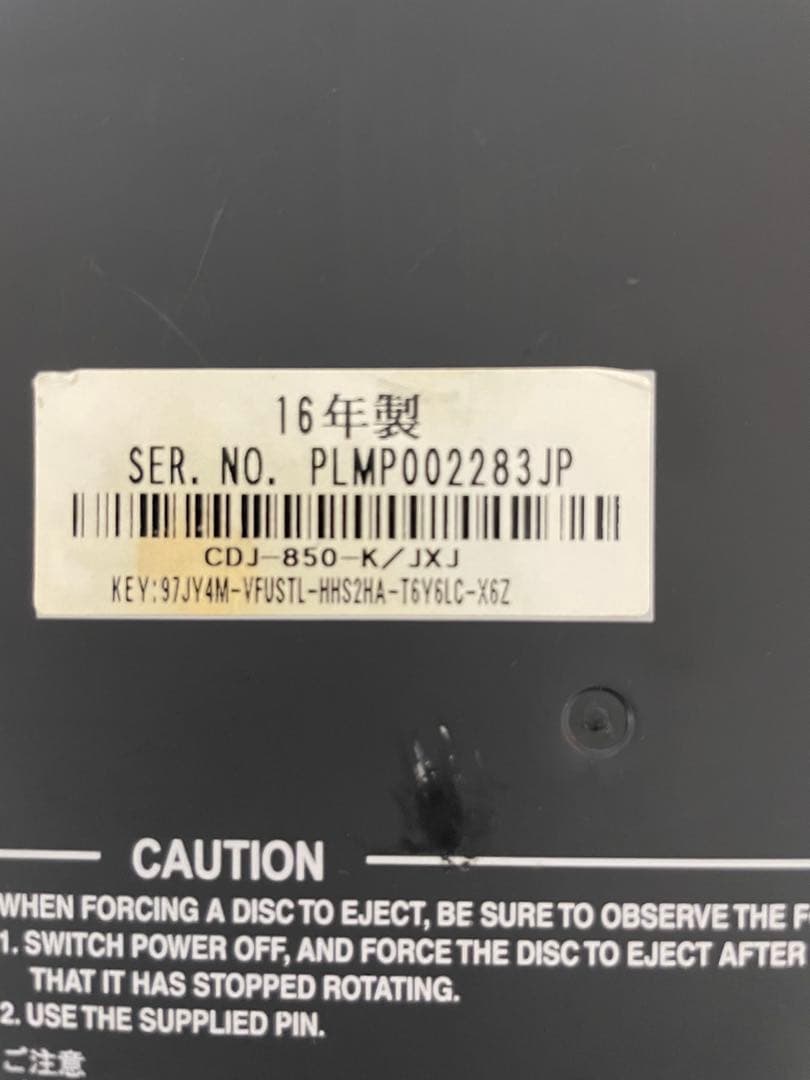 16年製
SER. NO. PLMP002283JP
CDJ-850-K/JXJ
KEY:97JY4M-VFUSTL-HHS2HA-T6Y6LC-X6Z
CAUTION
WHEN FORCING A DISC TO EJECT, BE SURE TO OBSERVE THE F
1. SWITCH POWER OFF, AND FORCE THE DISC TO EJECT AFTER
THAT IT HAS STOPPED ROTATING.
2. USE THE SUPPLIED PIN.
ご注意